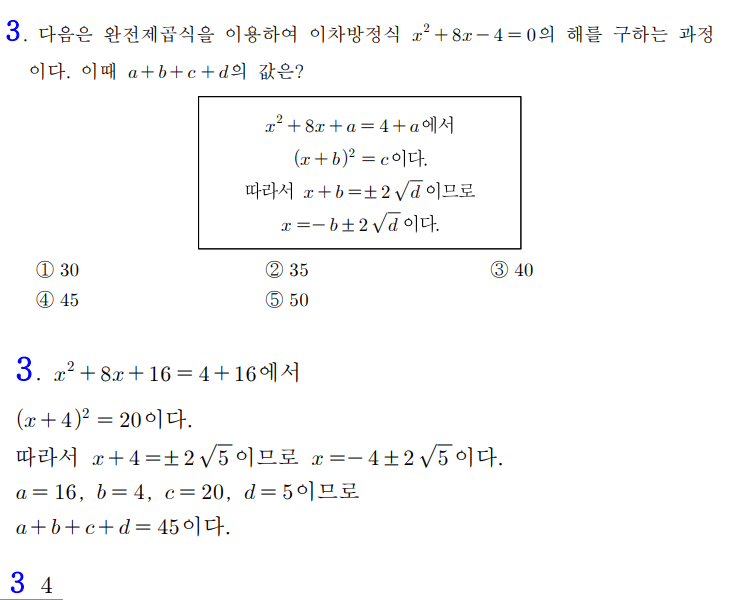 3. 다음은 완전제곱식을 이용하여 이차방정식 x² + 8x − 4 = 0의 해를 구하는 과정
이다. 이때 a + b + c + d의 값은?
x² + 8x + a = 4 + a에서
(x + b)² = c이다.
따라서 x + b = ± 2√d 이므로
x = − b ± 2√d 이다.
① 30 ② 35 ③ 40
④ 45 ⑤ 50
3. x² + 8x + 16 = 4 + 16에서
(x + 4)² = 20이다.
따라서 x + 4 = ± 2√5 이므로 x = − 4 ± 2√5 이다.
a = 16, b = 4, c = 20, d = 5이므로
a + b + c + d = 45이다.
3 4